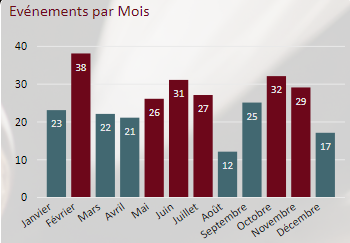 Evénements par Mois
40
30
20
10
0
23
38
22
21
26
31
27
12
25
32
29
17
Janvier
Février
Mars
Avril
Mai
Juin
Juillet
Août
Septembre
Octobre
Novembre
Décembre